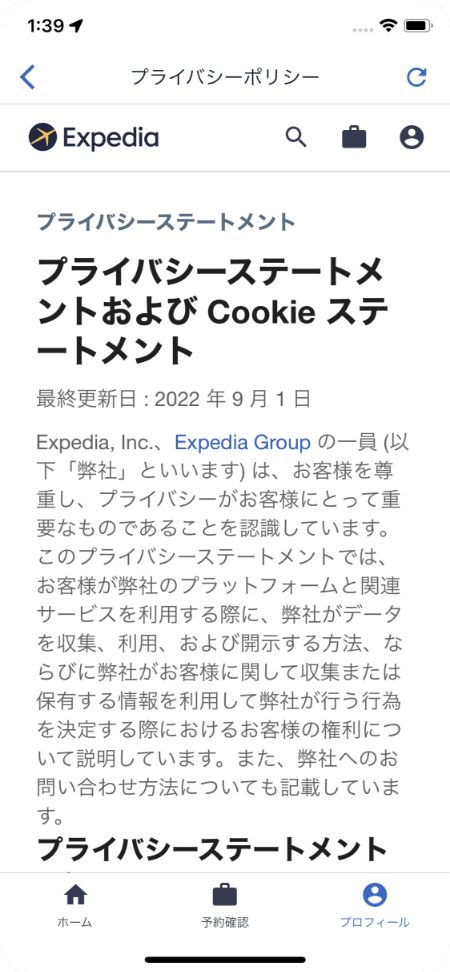 1:39
プライバシーポリシー
Expedia
プライバシーステートメント
プライバシーステートメ
ントおよび Cookie ステ
ートメント
最終更新日 : 2022 年 9 月 1 日
Expedia, Inc.、Expedia Group の一員 (以
下「弊社」といいます) は、お客様を尊
重し、プライバシーがお客様にとって重
要なものであることを認識しています。
このプライバシーステートメントでは、
お客様が弊社のプラットフォームと関連
サービスを利用する際に、弊社がデータ
を収集、利用、および開示する方法、な
らびに弊社がお客様に関して収集または
保有する情報を利用して弊社が行う行為
を決定する際におけるお客様の権利につ
いて説明しています。また、弊社へのお
問い合わせ方法についても記載していま
す。
プライバシーステートメント
ホーム
予約確認
プロフィール